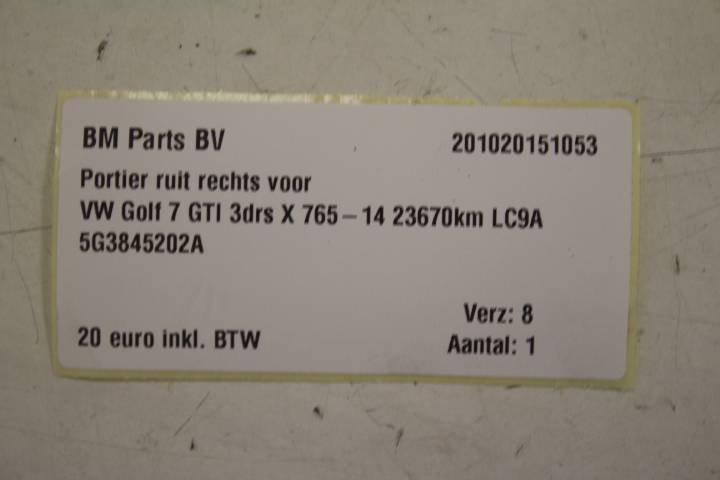 BM Parts BV 201020151053
Portier ruit rechts voor
VW Golf 7 GTI 3drs X 765-14 23670km LC9A
5G3845202A
Verz: 8
20 euro inkl. BTW Aantal: 1